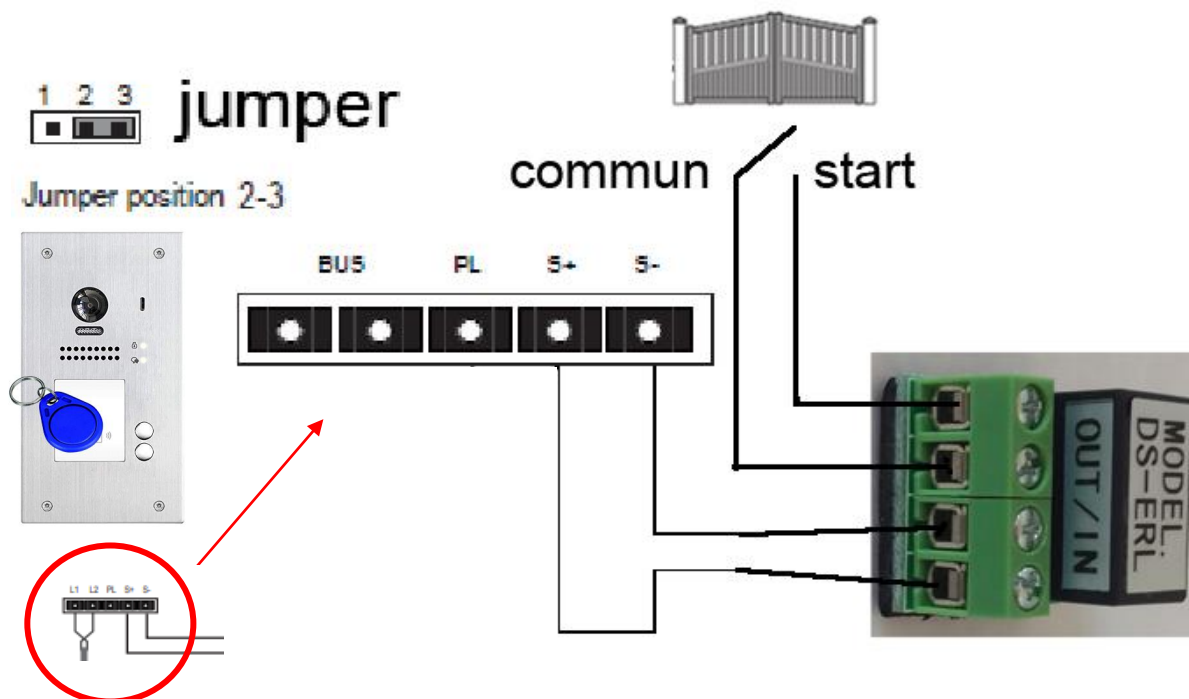 1 2 3
jumper
Jumper position 2-3
commun start
BUS PL S+ S-
MODEL.
DS-ERL
OUT/IN
L1 L2 PL S+ S-